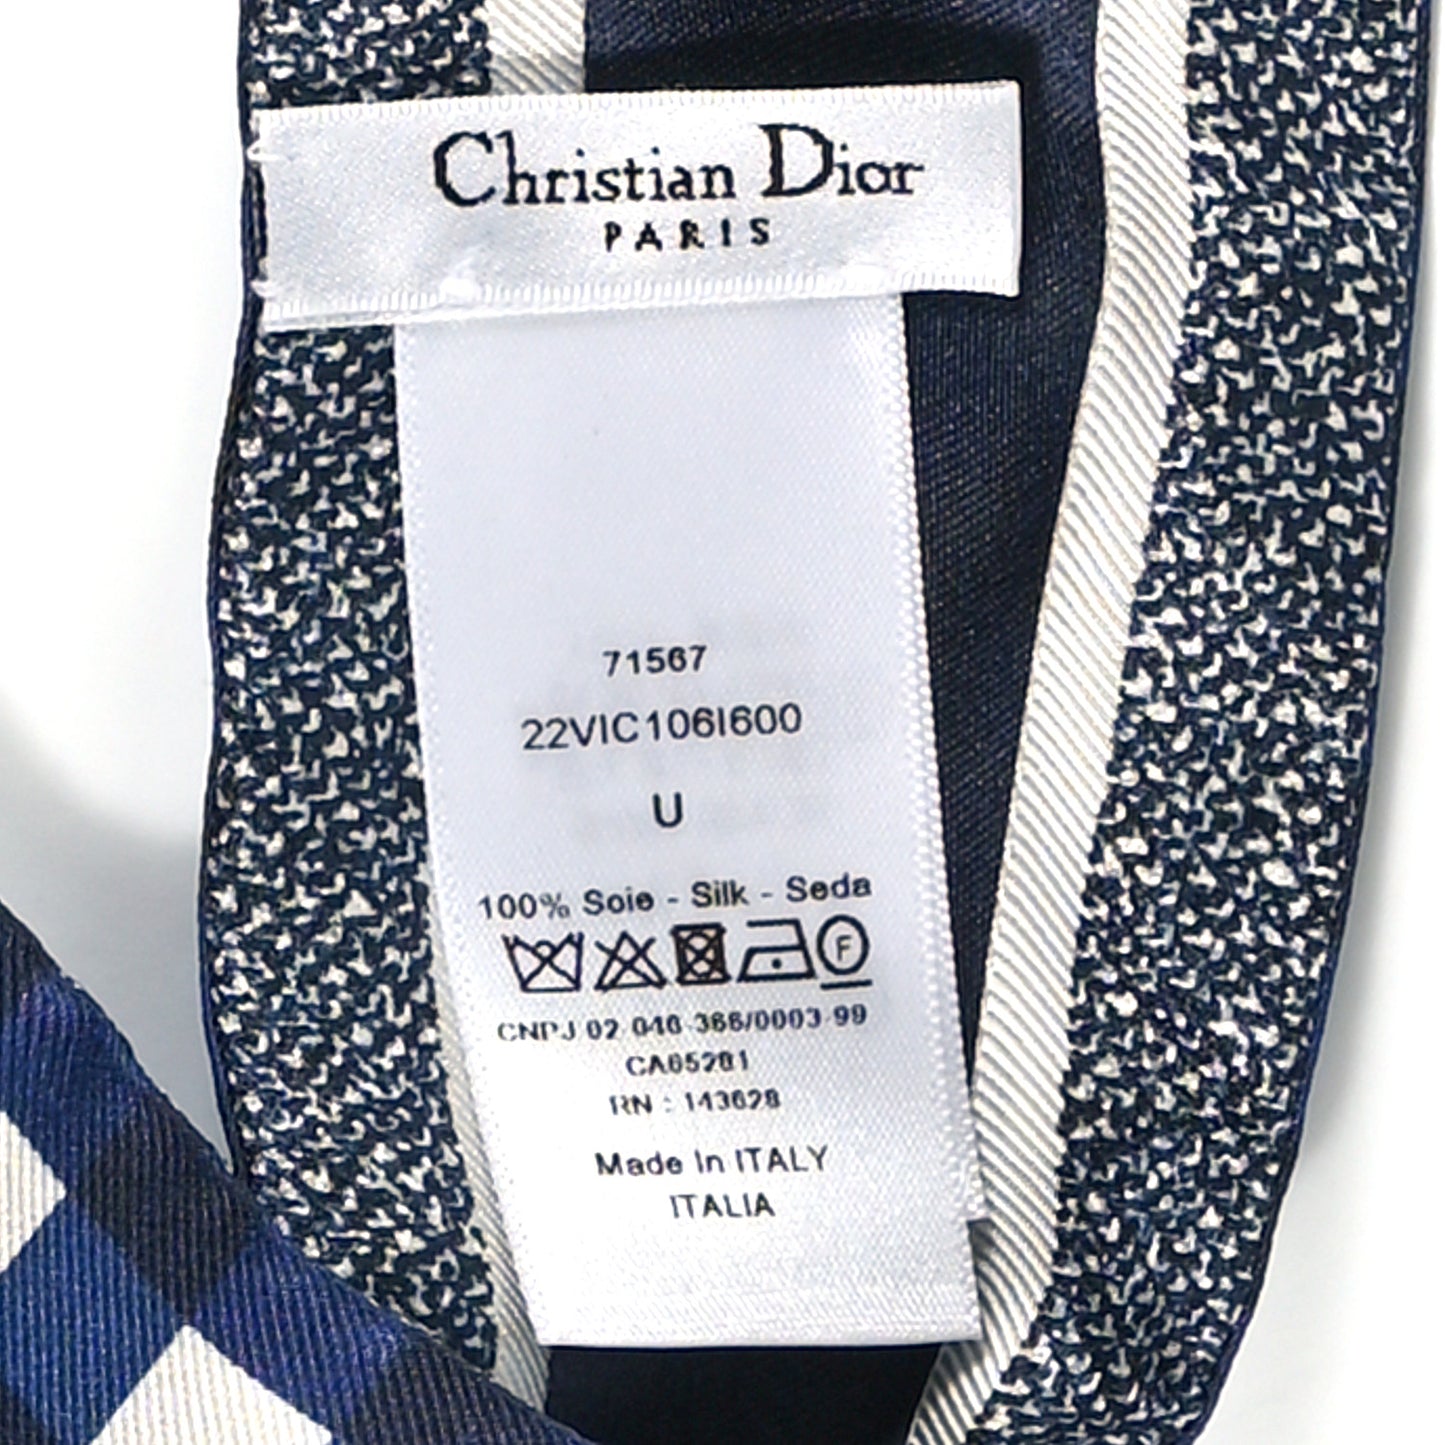 Christian Dior
PARIS
71567
22VIC106I600
U
100% Soie - Silk - Seda
F
CNPJ 02 046 366/0003 99
CA05281
RN : 143628
Made In ITALY
ITALIA